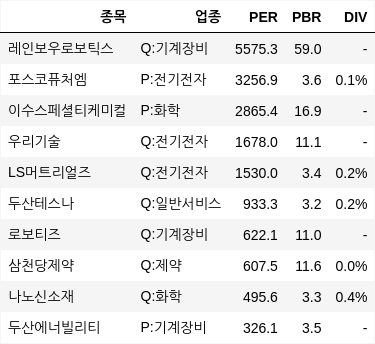 종목 업종 PER PBR DIV
레인보우로보틱스 Q:기계장비 5575.3 59.0 -
포스코퓨처엠 P:전기전자 3256.9 3.6 0.1%
이수스페셜티케미컬 P:화학 2865.4 16.9 -
우리기술 Q:전기전자 1678.0 11.1 -
LS머트리얼즈 Q:전기전자 1530.0 3.4 0.2%
두산테스나 Q:일반서비스 933.3 3.2 0.2%
로보티즈 Q:기계장비 622.1 11.0 -
삼천당제약 Q:제약 607.5 11.6 0.0%
나노신소재 Q:화학 495.6 3.3 0.4%
두산에너빌리티 P:기계장비 326.1 3.5 -